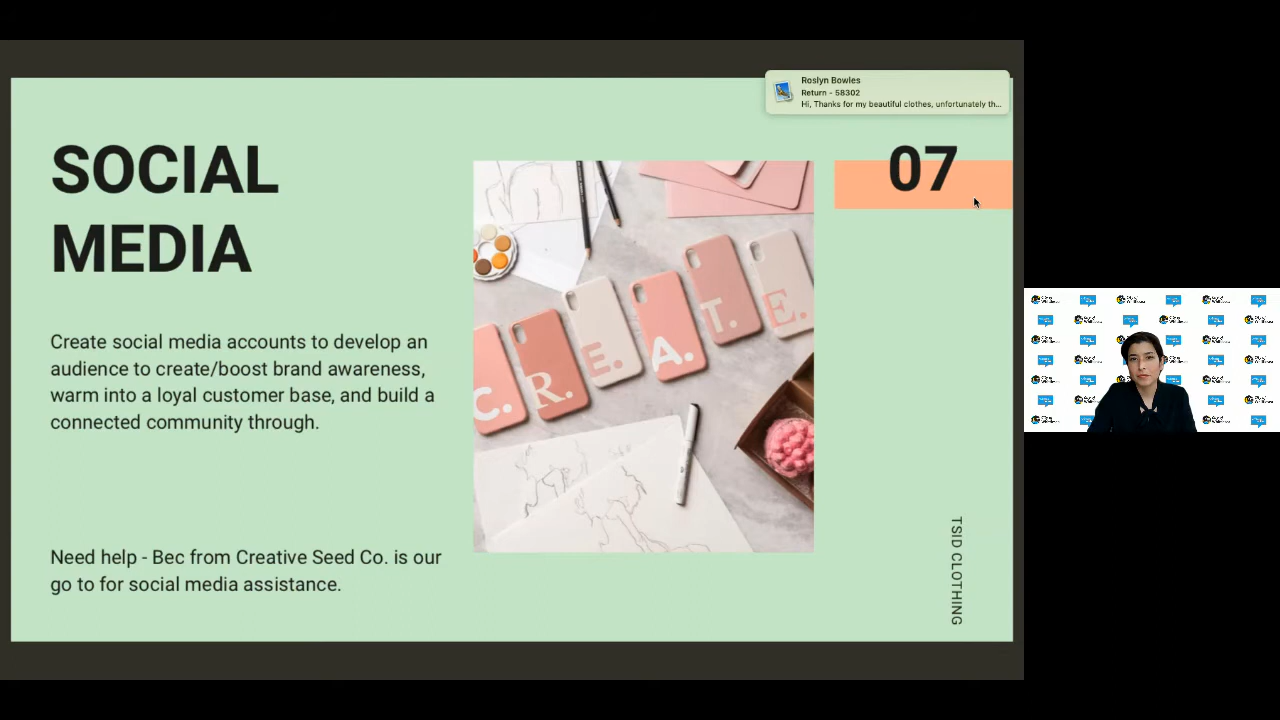 Roslyn Bowles
Return - 58302
Hi, Thanks for my beautiful clothes, unfortunately th...
SOCIAL
MEDIA
07
C. R. E. A. T. E.
Create social media accounts to develop an
audience to create/boost brand awareness,
warm into a loyal customer base, and build a
connected community through.
Need help - Bec from Creative Seed Co. is our
go to for social media assistance.
TSID CLOTHING